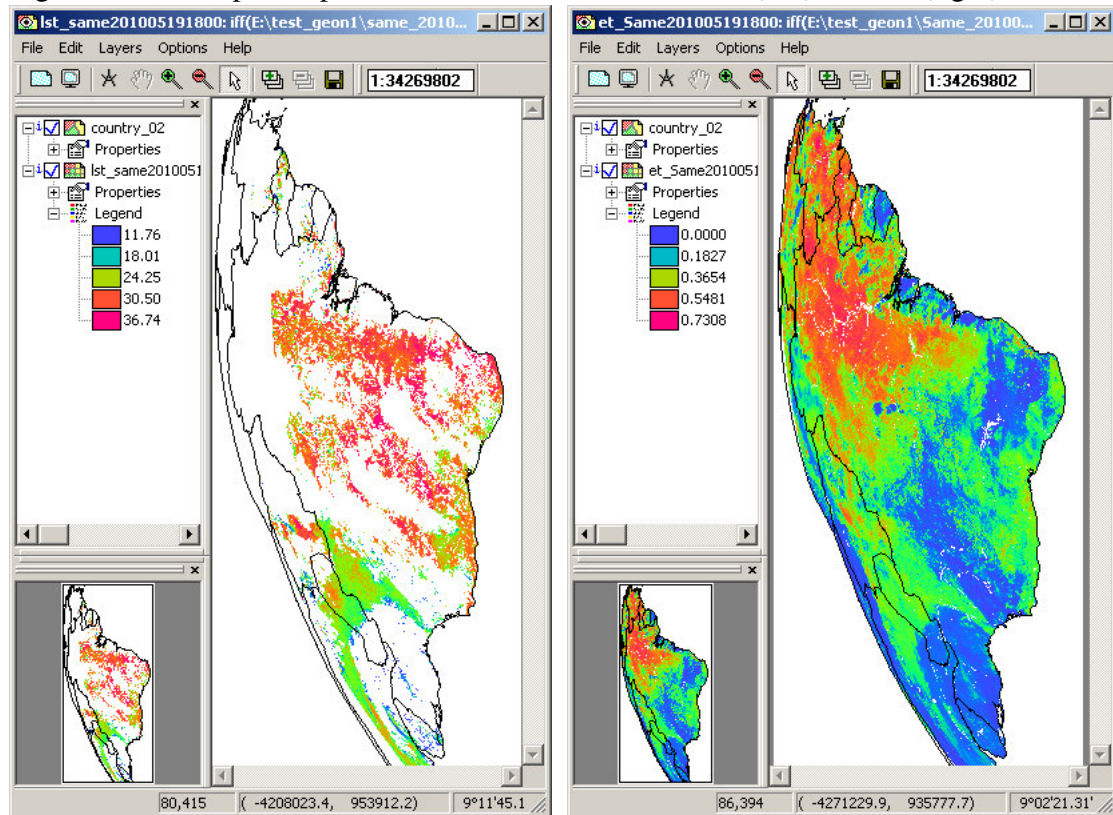 lst_same201005191800: iff(E:\test_geon1\same_2010...
File Edit Layers Options Help
1:34269802
country_02
Properties
lst_same2010051
Properties
Legend
11.76
18.01
24.25
30.50
36.74
80,415 ( -4208023.4, 953912.2) 9°11'45.1
et_Same201005191800: iff(E:\test_geon1\Same_20100...
File Edit Layers Options Help
1:34269802
country_02
Properties
et_Same2010051
Properties
Legend
0.0000
0.1827
0.3654
0.5481
0.7308
86,394 ( -4271229.9, 935777.7) 9°02'21.31'